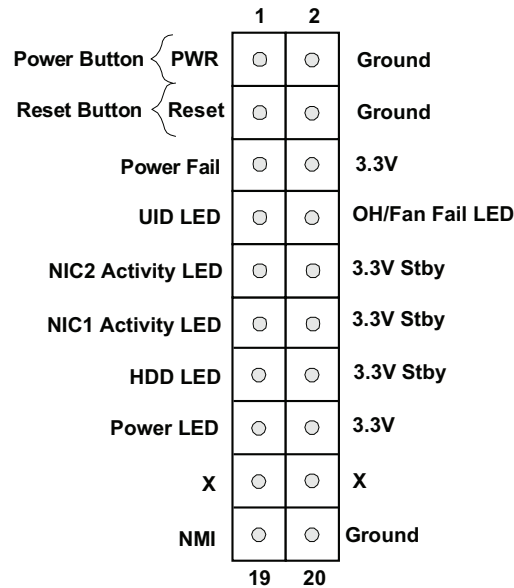 1 2
Power Button PWR Ground
Reset Button Reset Ground
Power Fail 3.3V
UID LED OH/Fan Fail LED
NIC2 Activity LED 3.3V Stby
NIC1 Activity LED 3.3V Stby
HDD LED 3.3V Stby
Power LED 3.3V
X X
NMI Ground
19 20